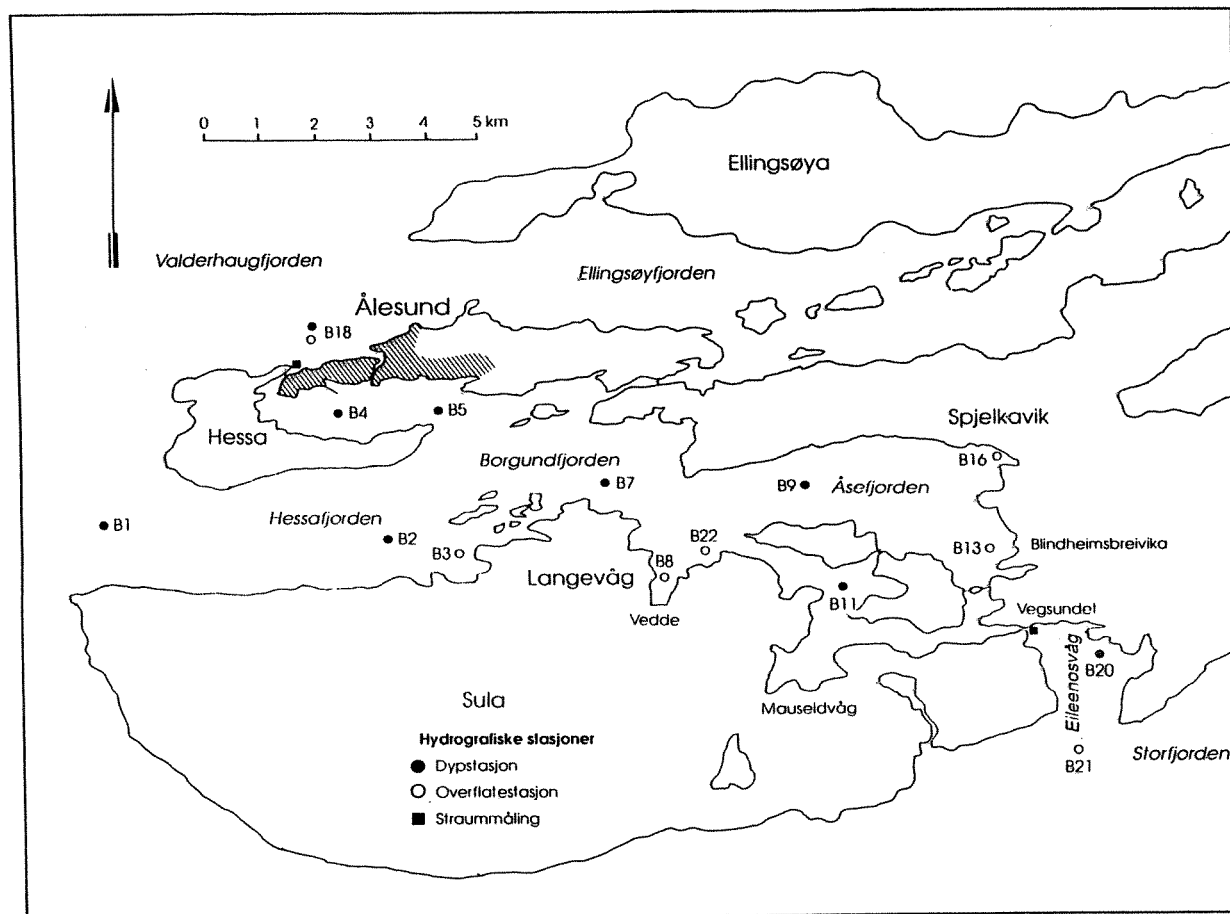 Ellingsøya
0 1 2 3 4 5 km
Valderhaugfjorden
Ellingsøyfjorden
Ålesund
B18
B4
B5
Hessa
Spjelkavik
B16
Borgundfjorden
B7
B9
Åsefjorden
B1
Hessafjorden
B2
B3
B22
B13
Blindheimsbreivika
Langevåg
B8
B11
Vedde
Vegsundet
B20
Eileenosvåg
Mauseldvåg
Sula
B21
Storfjorden
Hydrografiske stasjoner
Dypstasjon
Overflatestasjon
Straummåling